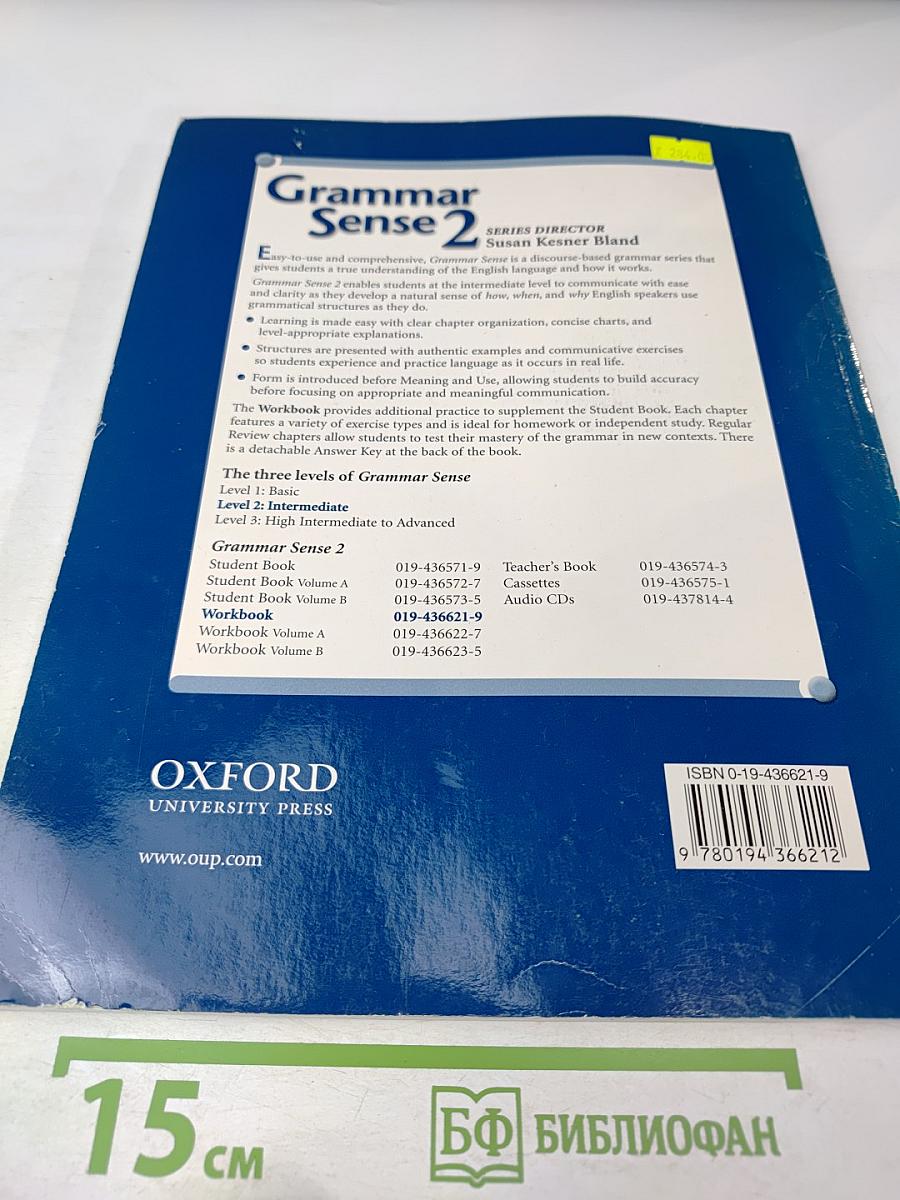 Grammar
Sense 2
SERIES DIRECTOR
Susan Kesner Bland
Easy-to-use and comprehensive, Grammar Sense is a discourse-based grammar series that
gives students a true understanding of the English language and how it works.
Grammar Sense 2 enables students at the intermediate level to communicate with ease
and clarity as they develop a natural sense of how, when, and why English speakers use
grammatical structures as they do.
• Learning is made easy with clear chapter organization, concise charts, and
level-appropriate explanations.
• Structures are presented with authentic examples and communicative exercises
so students experience and practice language as it occurs in real life.
• Form is introduced before Meaning and Use, allowing students to build accuracy
before focusing on appropriate and meaningful communication.
The Workbook provides additional practice to supplement the Student Book. Each chapter
features a variety of exercise types and is ideal for homework or independent study. Regular
Review chapters allow students to test their mastery of the grammar in new contexts. There
is a detachable Answer Key at the back of the book.
The three levels of Grammar Sense
Level 1: Basic
Level 2: Intermediate
Level 3: High Intermediate to Advanced
Grammar Sense 2
Student Book 019-436571-9 Teacher's Book 019-436574-3
Student Book Volume A 019-436572-7 Cassettes 019-436575-1
Student Book Volume B 019-436573-5 Audio CDs 019-437814-4
Workbook 019-436621-9
Workbook Volume A 019-436622-7
Workbook Volume B 019-436623-5
OXFORD
UNIVERSITY PRESS
www.oup.com
ISBN 0-19-436621-9
9 780194 366212
15 см
БФ БИБЛИОФАН